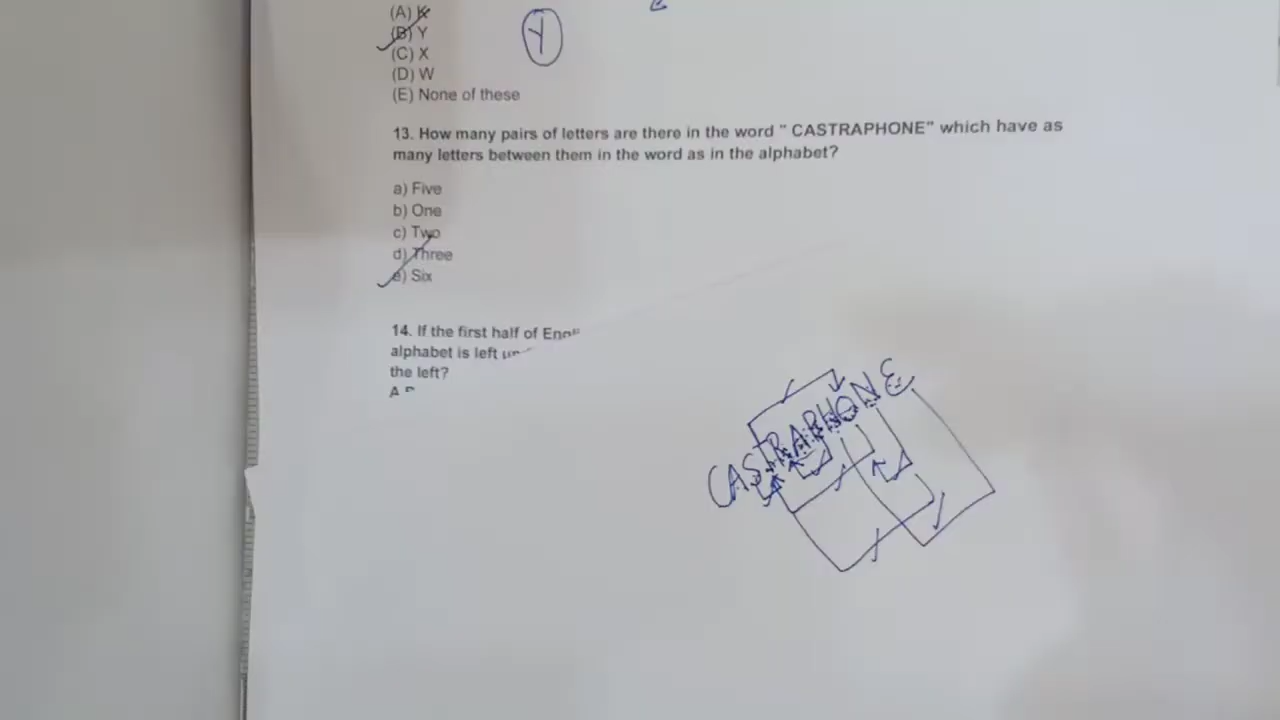 (A) K
(B) Y
(C) X
(D) W
(E) None of these
Y
13. How many pairs of letters are there in the word " CASTRAPHONE" which have as
many letters between them in the word as in the alphabet?
a) Five
b) One
c) Two
d) Three
e) Six
14. If the first half of
alphabet is left
the left?
A
CASTRAPHONE